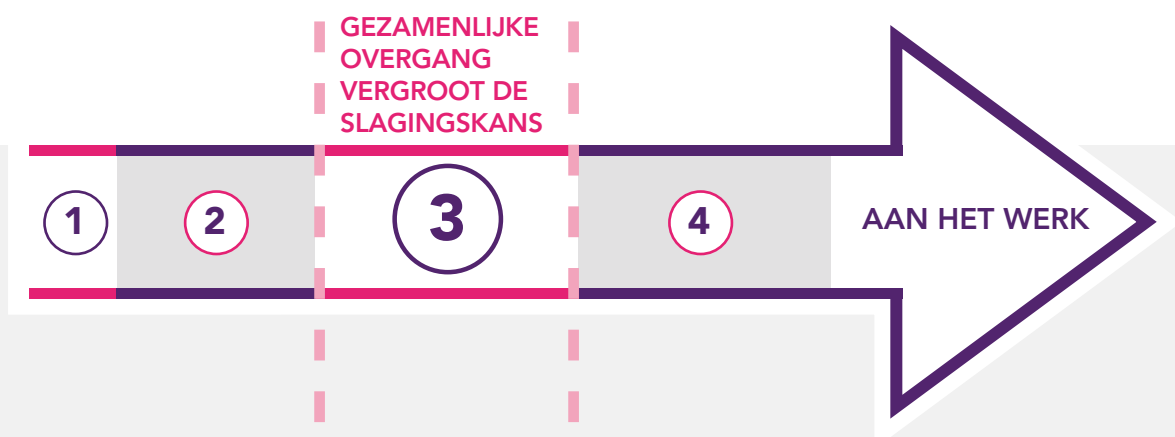 GEZAMENLIJKE
OVERGANG
VERGROOT DE
SLAGINGSKANS
1
2
3
4
AAN HET WERK